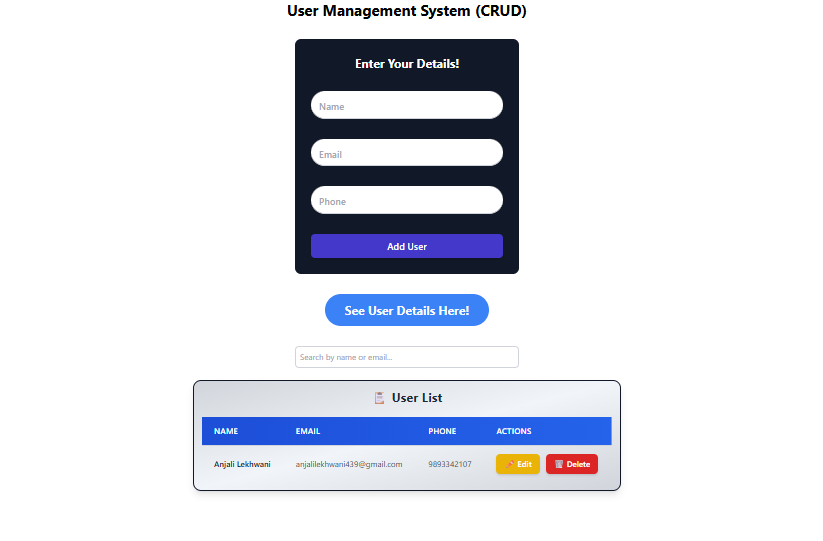 User Management System (CRUD)
Enter Your Details!
Name
Email
Phone
Add User
See User Details Here!
Search by name or email...
User List
NAME EMAIL PHONE ACTIONS
Anjali Lekhwani anjalilekhwani439@gmail.com 9893342107 Edit Delete